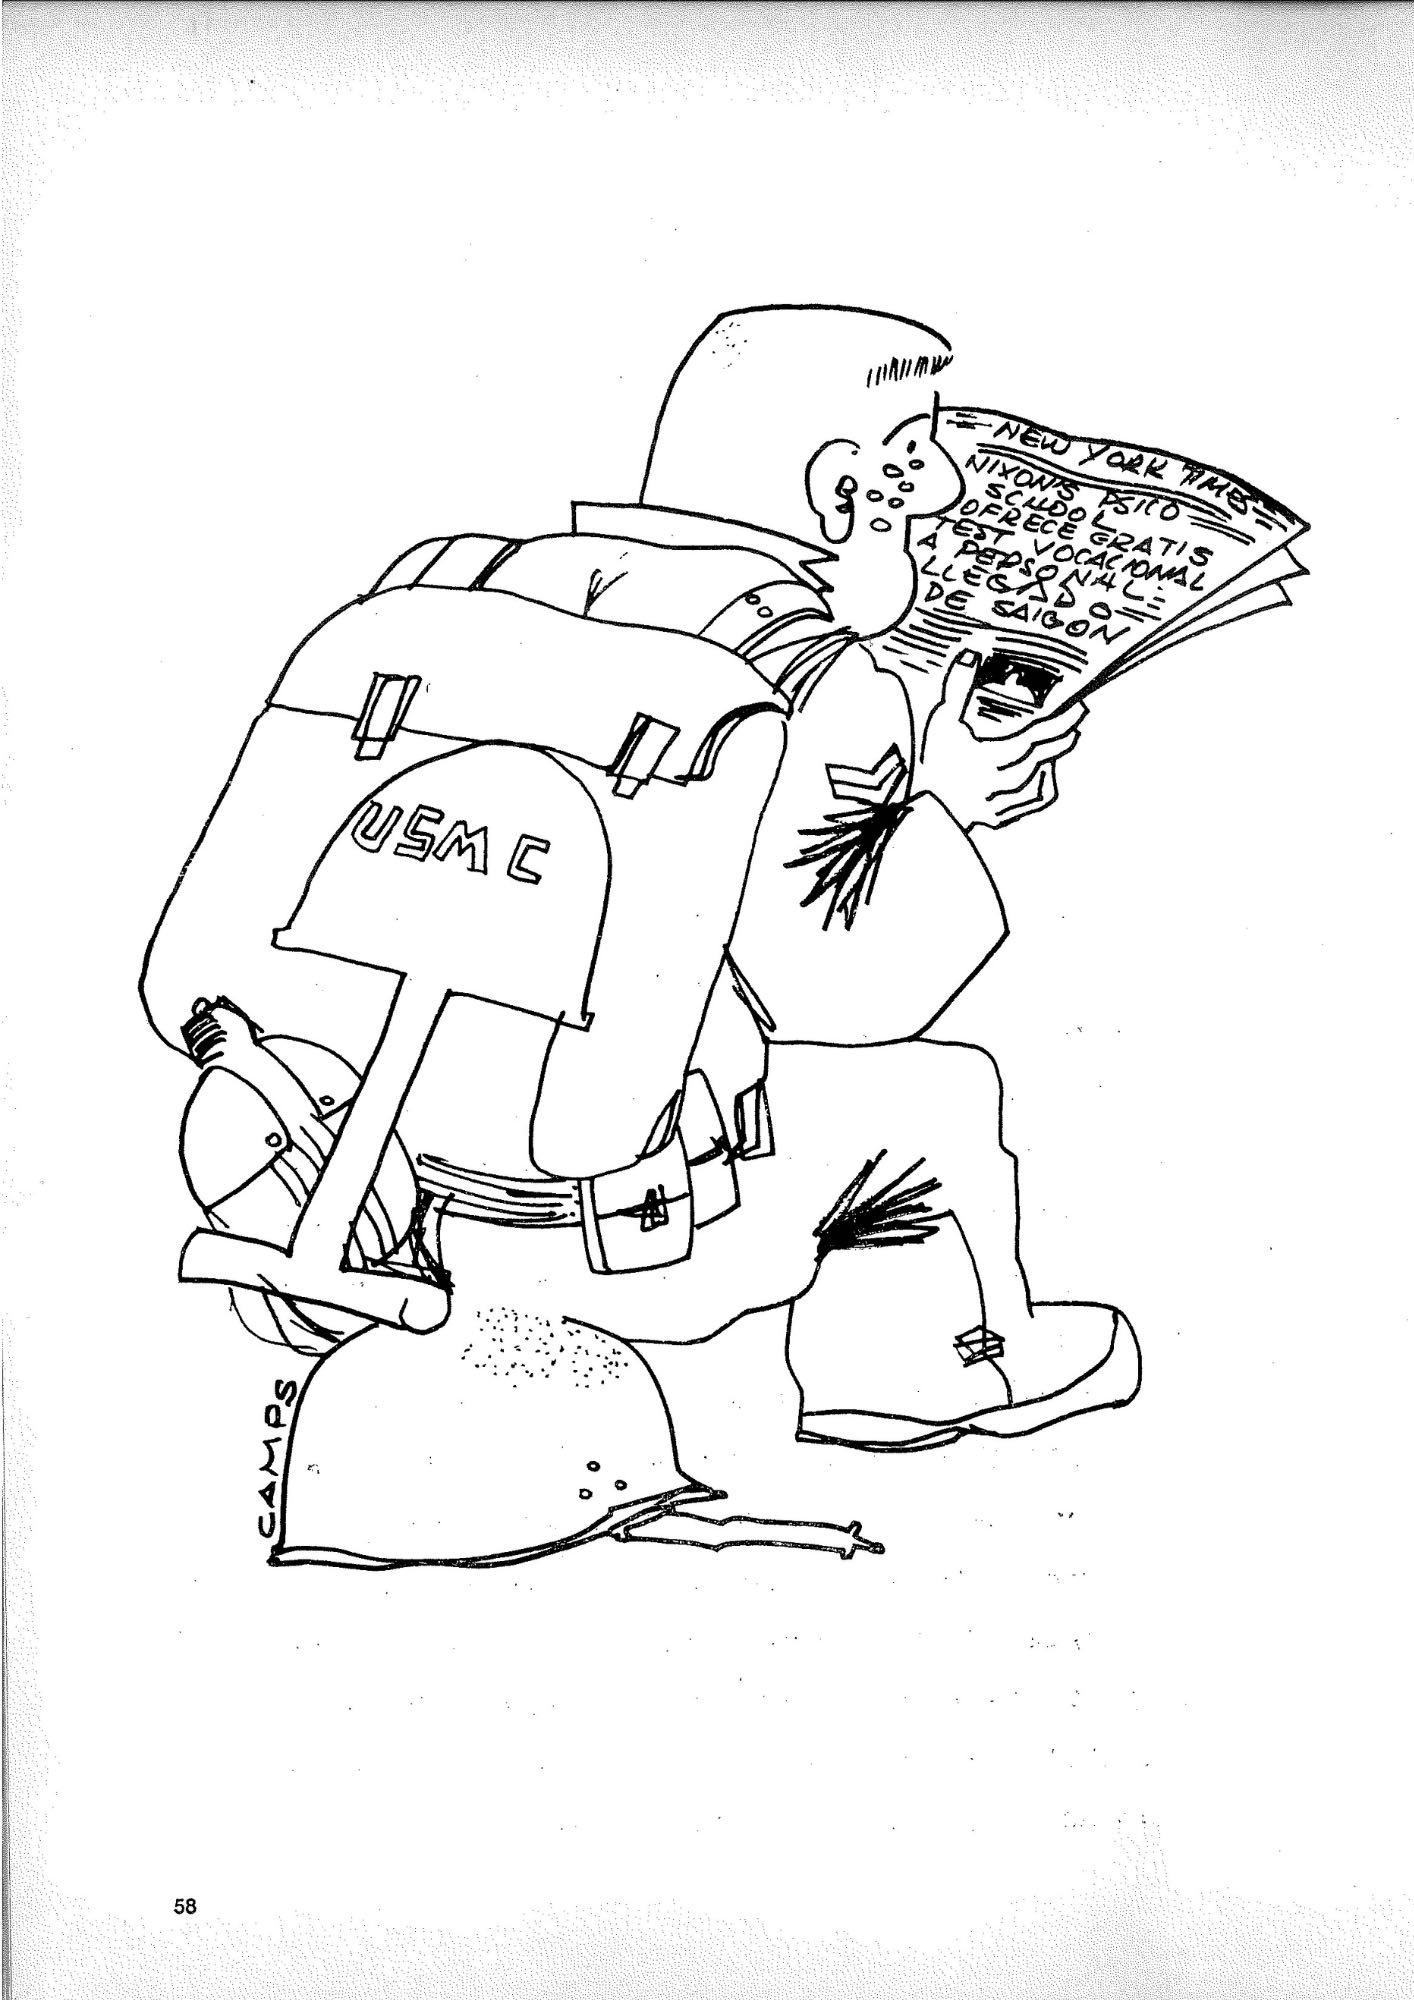 NEW YORK TIMES
NIXON'S PSICO
SCHOOL
OFRECE GRATIS
TEST VOCACIONAL
A PERSONAL
LLEGADO
DE SAIGON
USMC
CAMPS
58